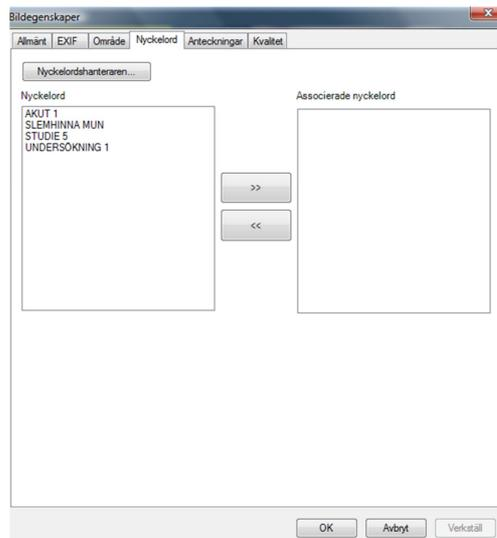 Bildegenskaper
Allmänt EXIF Område Nyckelord Anteckningar Kvalitet
Nyckelordshanteraren...
Nyckelord Associerade nyckelord
AKUT 1
SLEMHINNA MUN
STUDIE 5
UNDERSÖKNING 1
>>
<<
OK Avbryt Verkställ